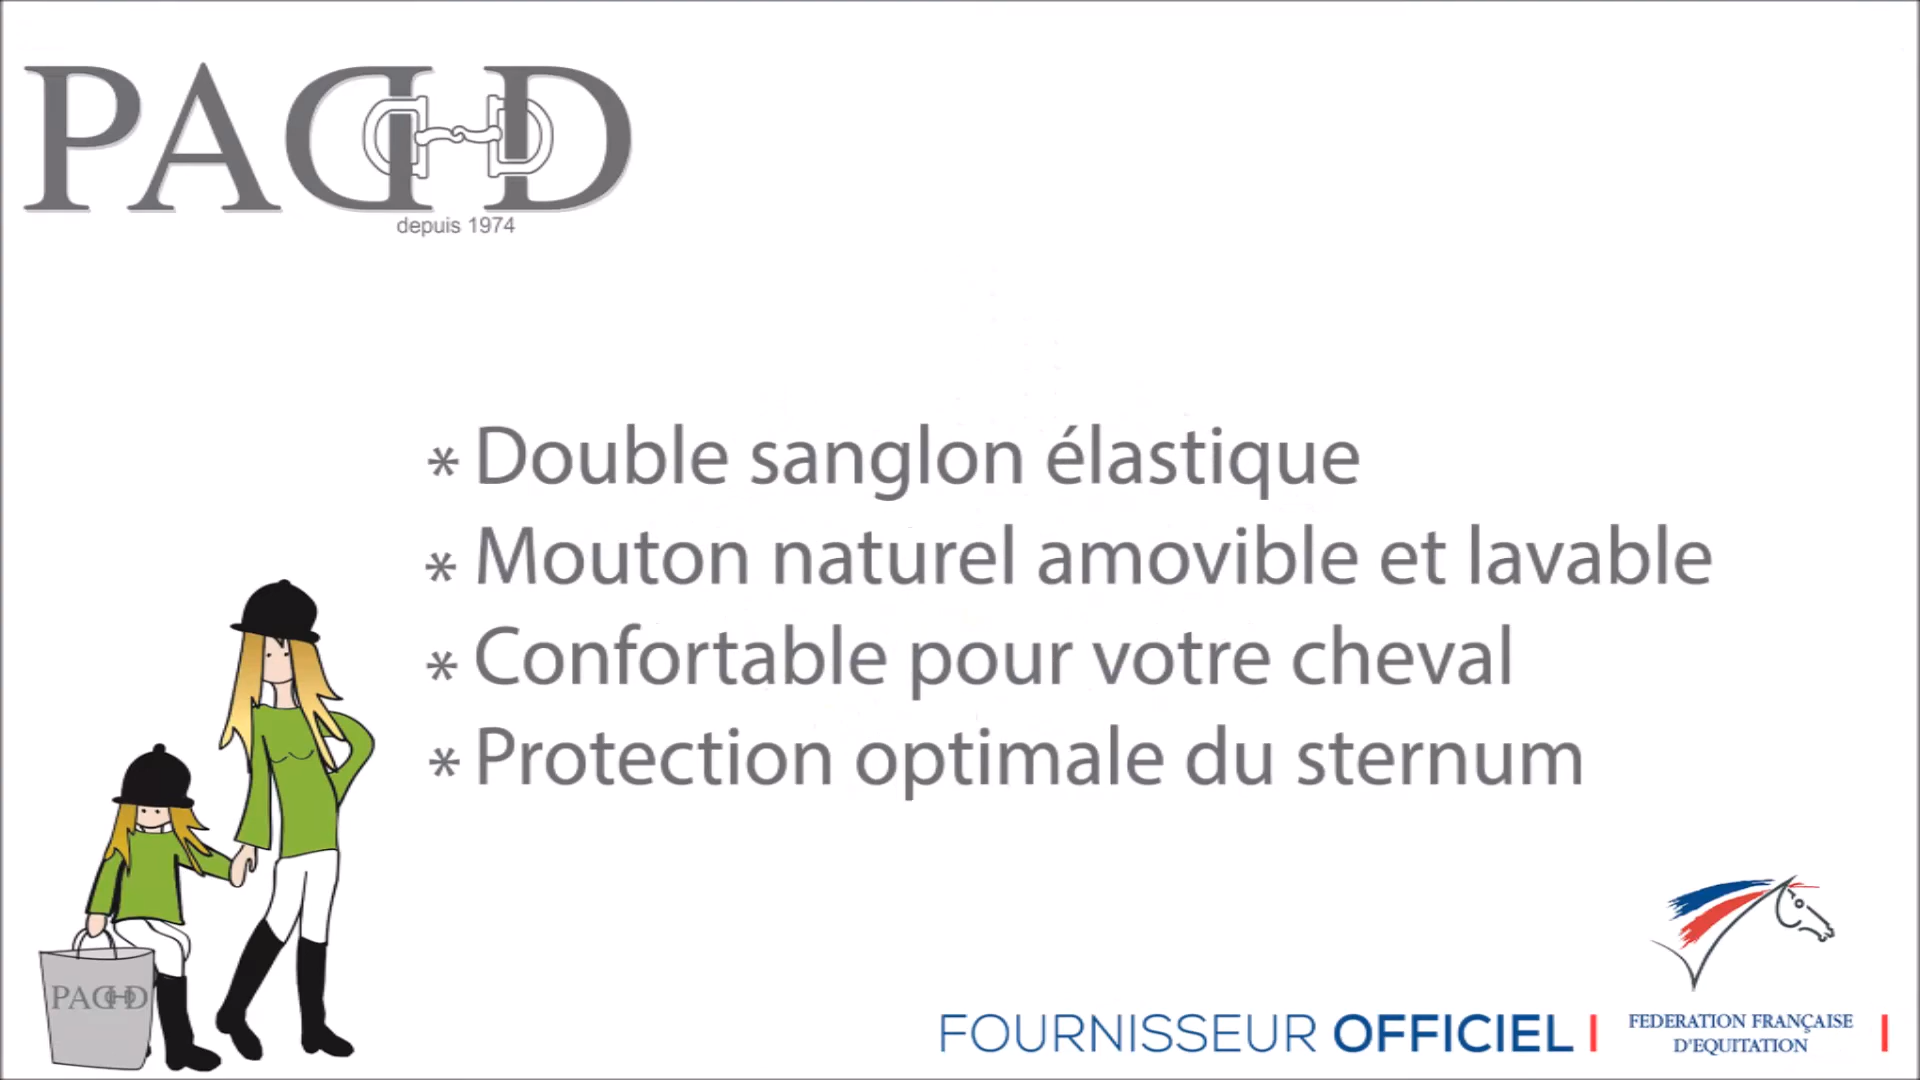 PADD
depuis 1974
* Double sanglon élastique
* Mouton naturel amovible et lavable
* Confortable pour votre cheval
* Protection optimale du sternum
PADD
FOURNISSEUR OFFICIEL
FEDERATION FRANÇAISE
D'EQUITATION